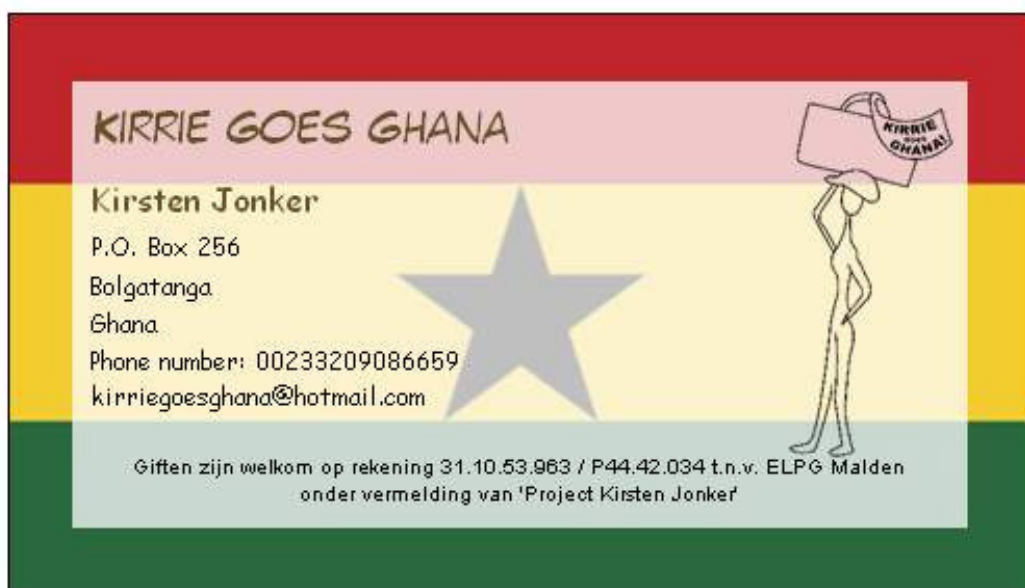 KIRRIE GOES GHANA
KIRRIE
GOES
GHANA!
Kirsten Jonker
P.O. Box 256
Bolgatanga
Ghana
Phone number: 00233209086659
kirriegoesghana@hotmail.com
Giften zijn welkom op rekening 31.10.53.963 / P44.42.034 t.n.v. ELPG Malden
onder vermelding van 'Project Kirsten Jonker'